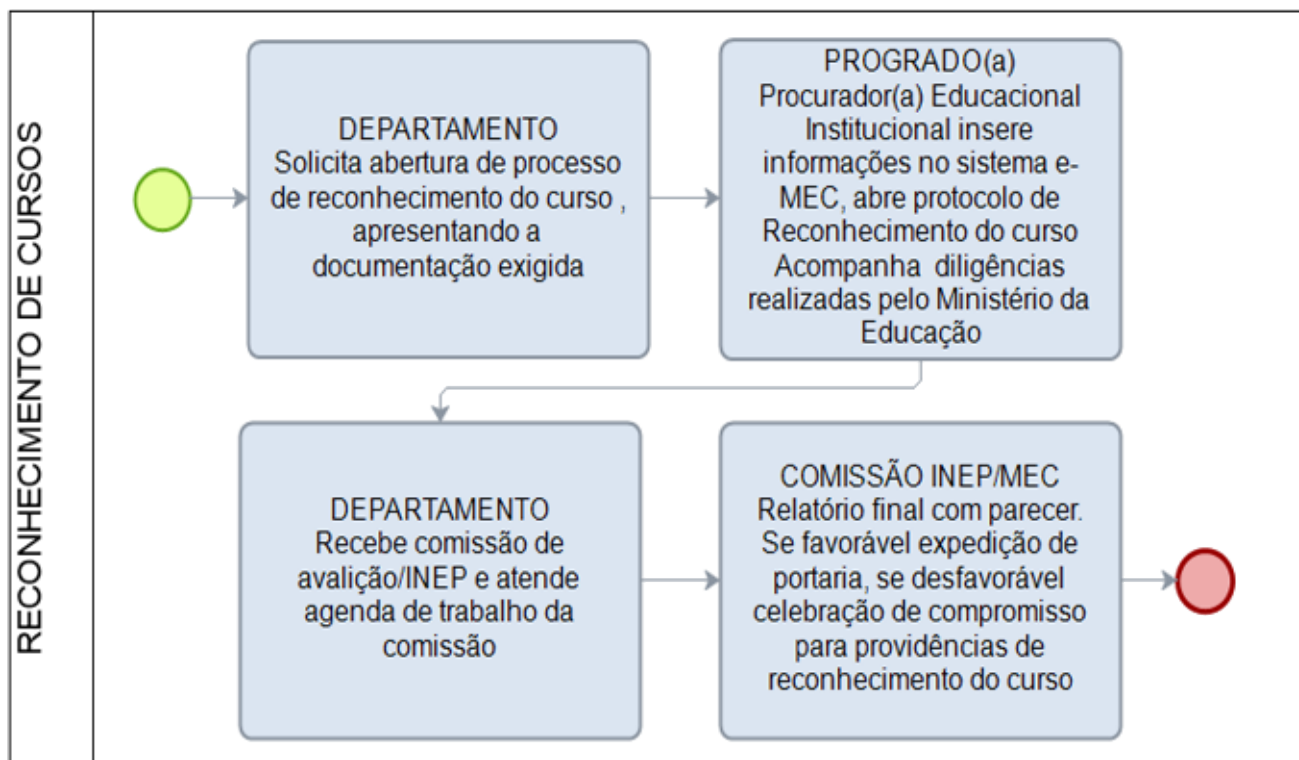 RECONHECIMENTO DE CURSOS
DEPARTAMENTO
Solicita abertura de processo
de reconhecimento do curso ,
apresentando a
documentação exigida
PROGRADO(a)
Procurador(a) Educacional
Institucional insere
informações no sistema e-
MEC, abre protocolo de
Reconhecimento do curso
Acompanha diligências
realizadas pelo Ministério da
Educação
DEPARTAMENTO
Recebe comissão de
avalição/INEP e atende
agenda de trabalho da
comissão
COMISSÃO INEP/MEC
Relatório final com parecer.
Se favorável expedição de
portaria, se desfavorável
celebração de compromisso
para providências de
reconhecimento do curso